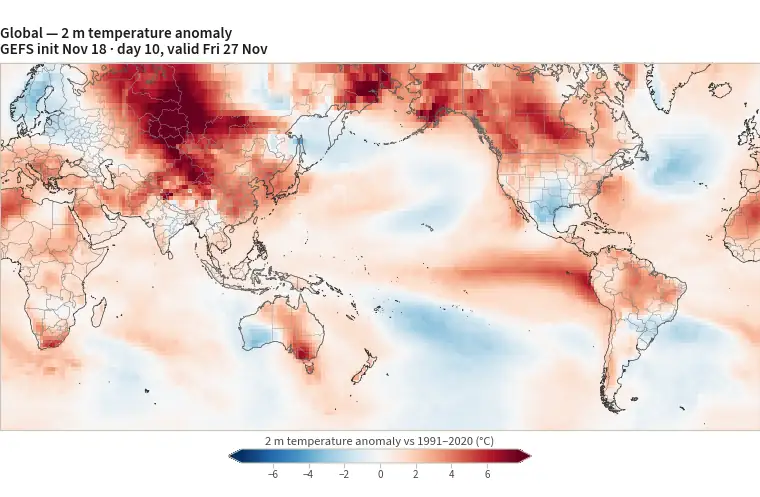 Global — 2 m temperature anomaly
GEFS init Nov 18 · day 10, valid Fri 27 Nov
2 m temperature anomaly vs 1991–2020 (°C)
−6 −4 −2 0 2 4 6